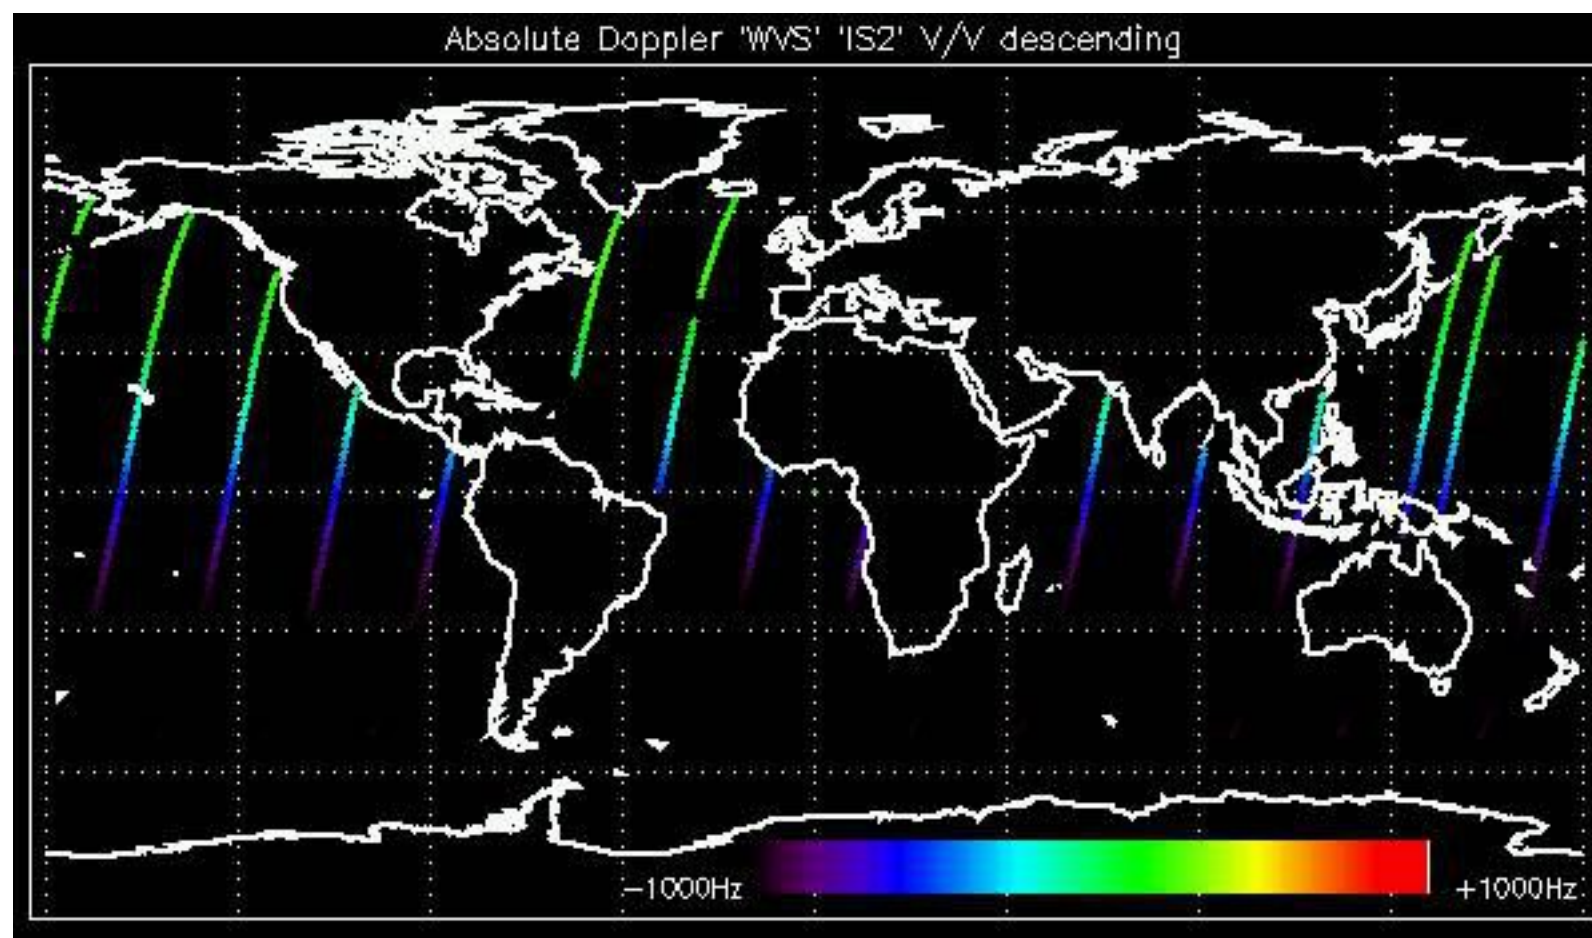 Absolute Doppler 'WVS' 'IS2' V/V descending
−1000Hz
+1000Hz